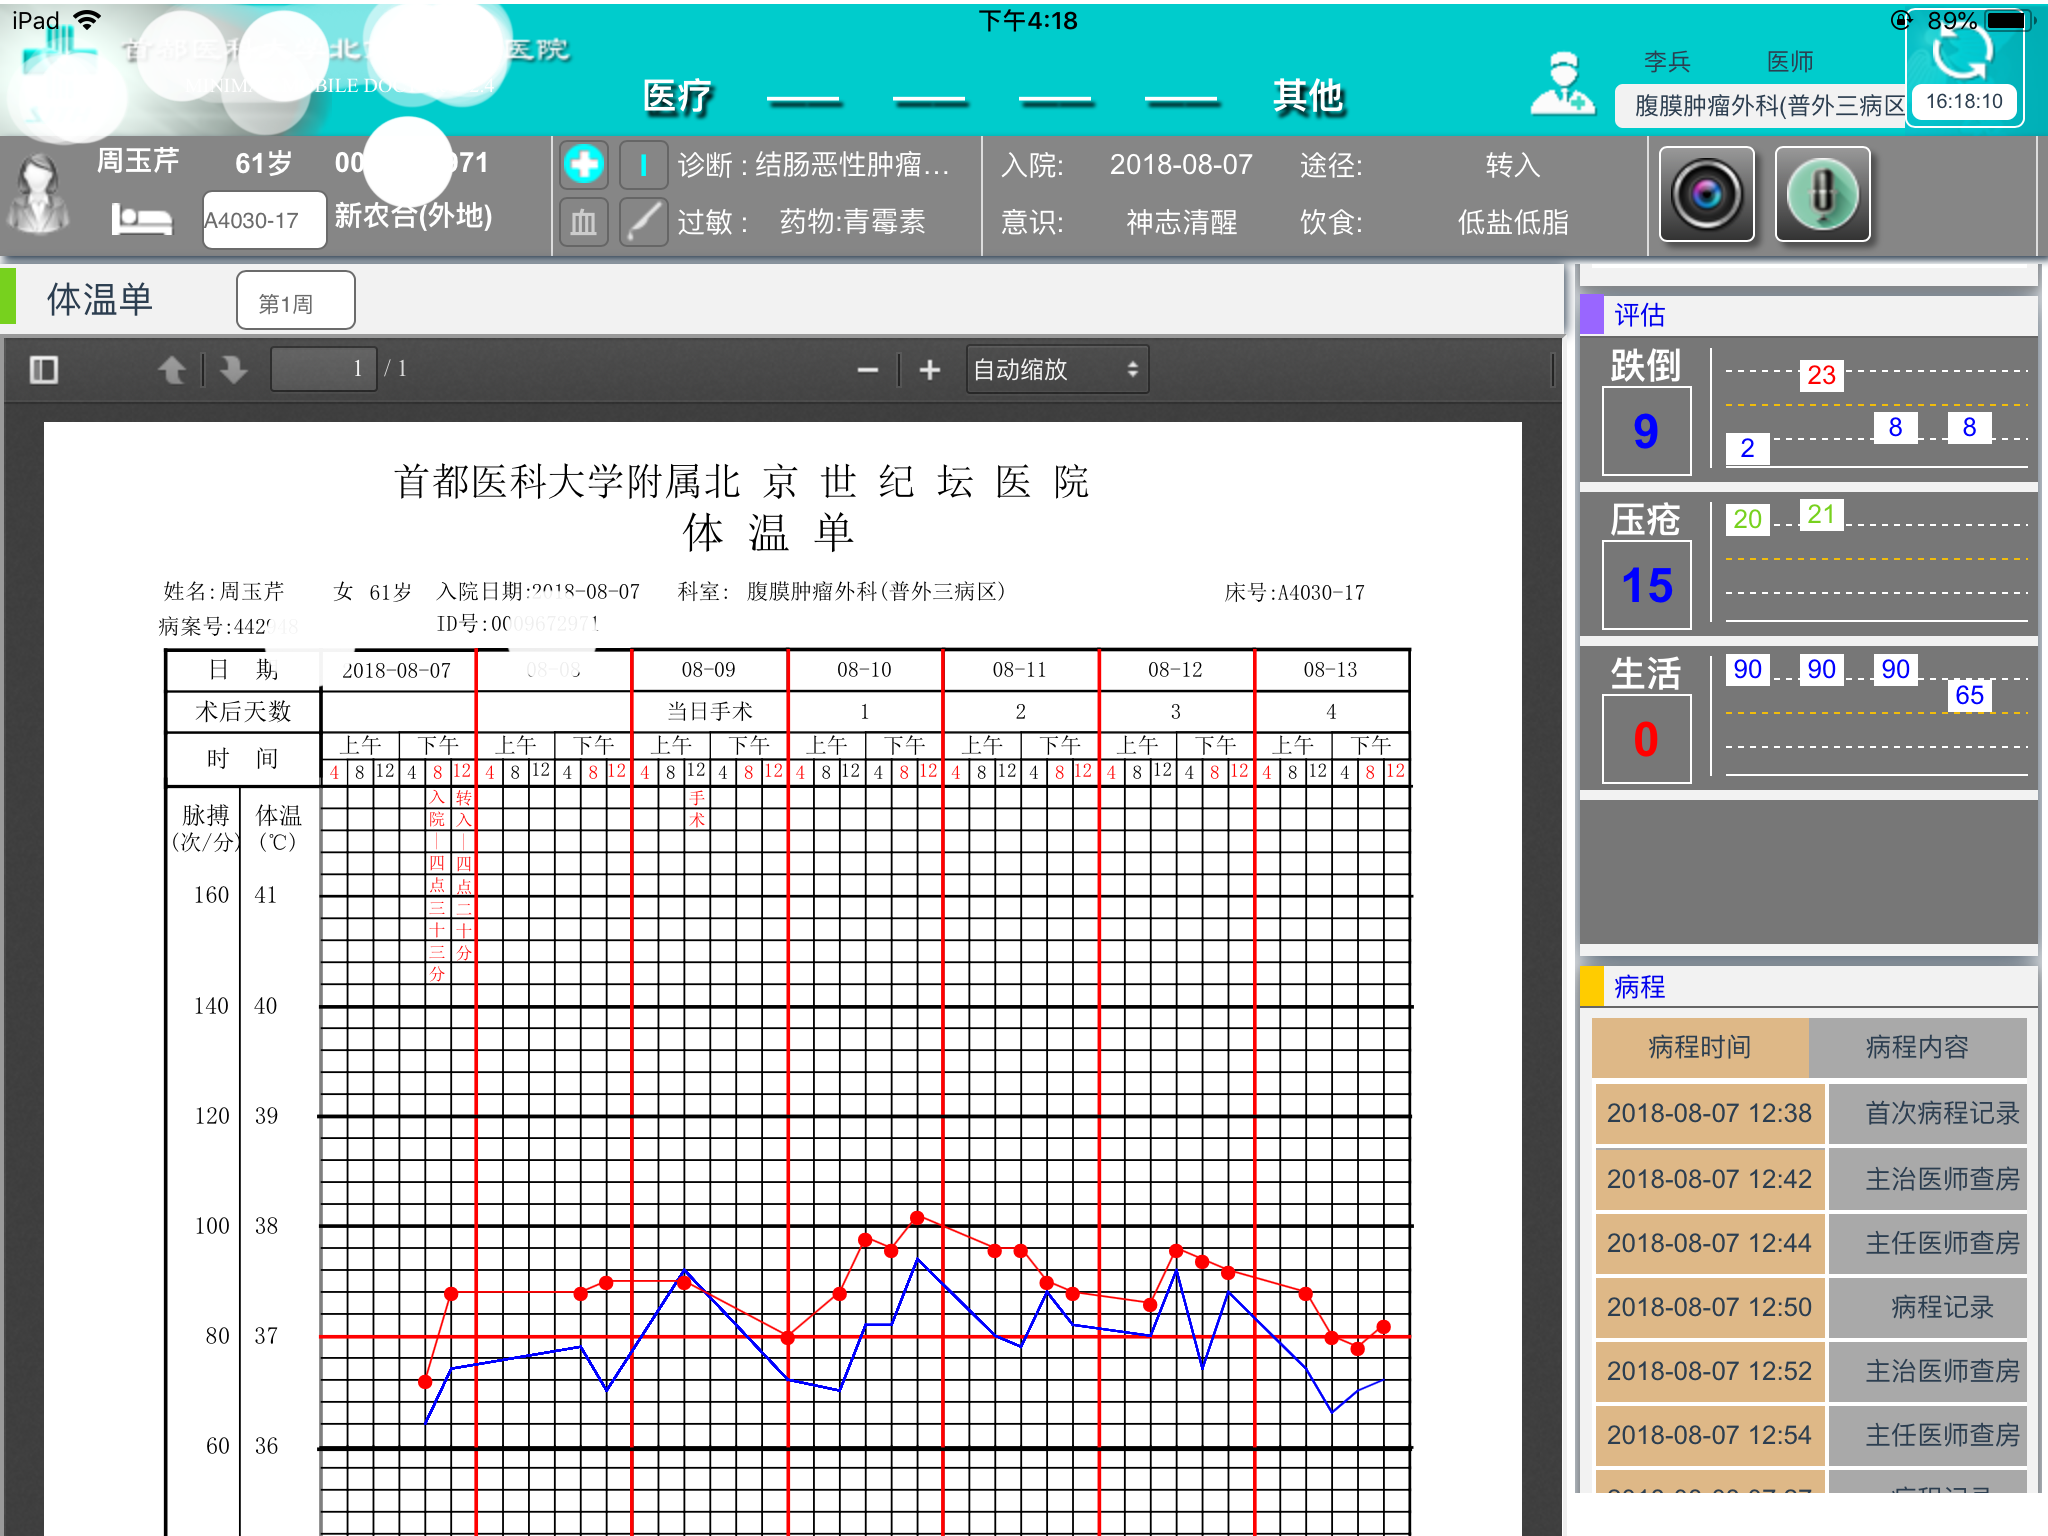 iPad 下午4:18 89%
医院
医疗 其他
李兵 医师
腹膜肿瘤外科(普外三病区
16:18:10
周玉芹 61岁 00 971
A4030-17 新农合(外地)
诊断：结肠恶性肿瘤…
过敏： 药物:青霉素
入院: 2018-08-07 途径: 转入
意识: 神志清醒 饮食: 低盐低脂
体温单 第1周
1 / 1 自动缩放
首都医科大学附属北 京 世 纪 坛 医 院
体 温 单
姓名:周玉芹 女 61岁 入院日期:2018-08-07 科室: 腹膜肿瘤外科(普外三病区) 床号:A4030-17
病案号:442 ID号:0009672971
日 期 2018-08-07 08-08 08-09 08-10 08-11 08-12 08-13
术后天数 当日手术 1 2 3 4
时 间 上午 下午 上午 下午 上午 下午 上午 下午 上午 下午 上午 下午 上午 下午
4 8 12 4 8 12 4 8 12 4 8 12 4 8 12 4 8 12 4 8 12 4 8 12 4 8 12 4 8 12 4 8 12 4 8 12 4 8 12 4 8 12
入院|四点三十三分
转入|四点二十分
手术
脉搏 体温
(次/分) (℃)
160 41
140 40
120 39
100 38
80 37
60 36
评估
跌倒
9
2 23 8 8
压疮
15
20 21
生活
0
90 90 90 65
病程
病程时间 病程内容
2018-08-07 12:38 首次病程记录
2018-08-07 12:42 主治医师查房
2018-08-07 12:44 主任医师查房
2018-08-07 12:50 病程记录
2018-08-07 12:52 主治医师查房
2018-08-07 12:54 主任医师查房